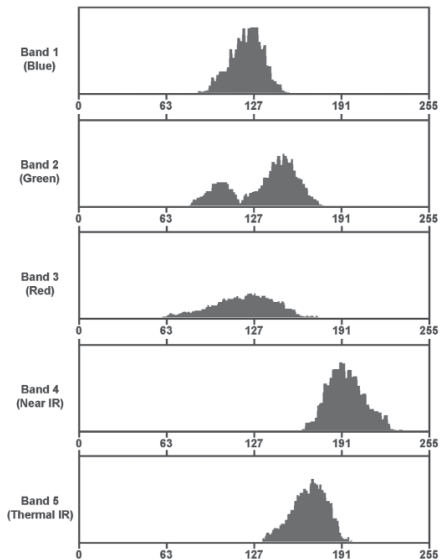 Band 1
(Blue)
0 63 127 191 255
Band 2
(Green)
0 63 127 191 255
Band 3
(Red)
0 63 127 191 255
Band 4
(Near IR)
0 63 127 191 255
Band 5
(Thermal IR)
0 63 127 191 255